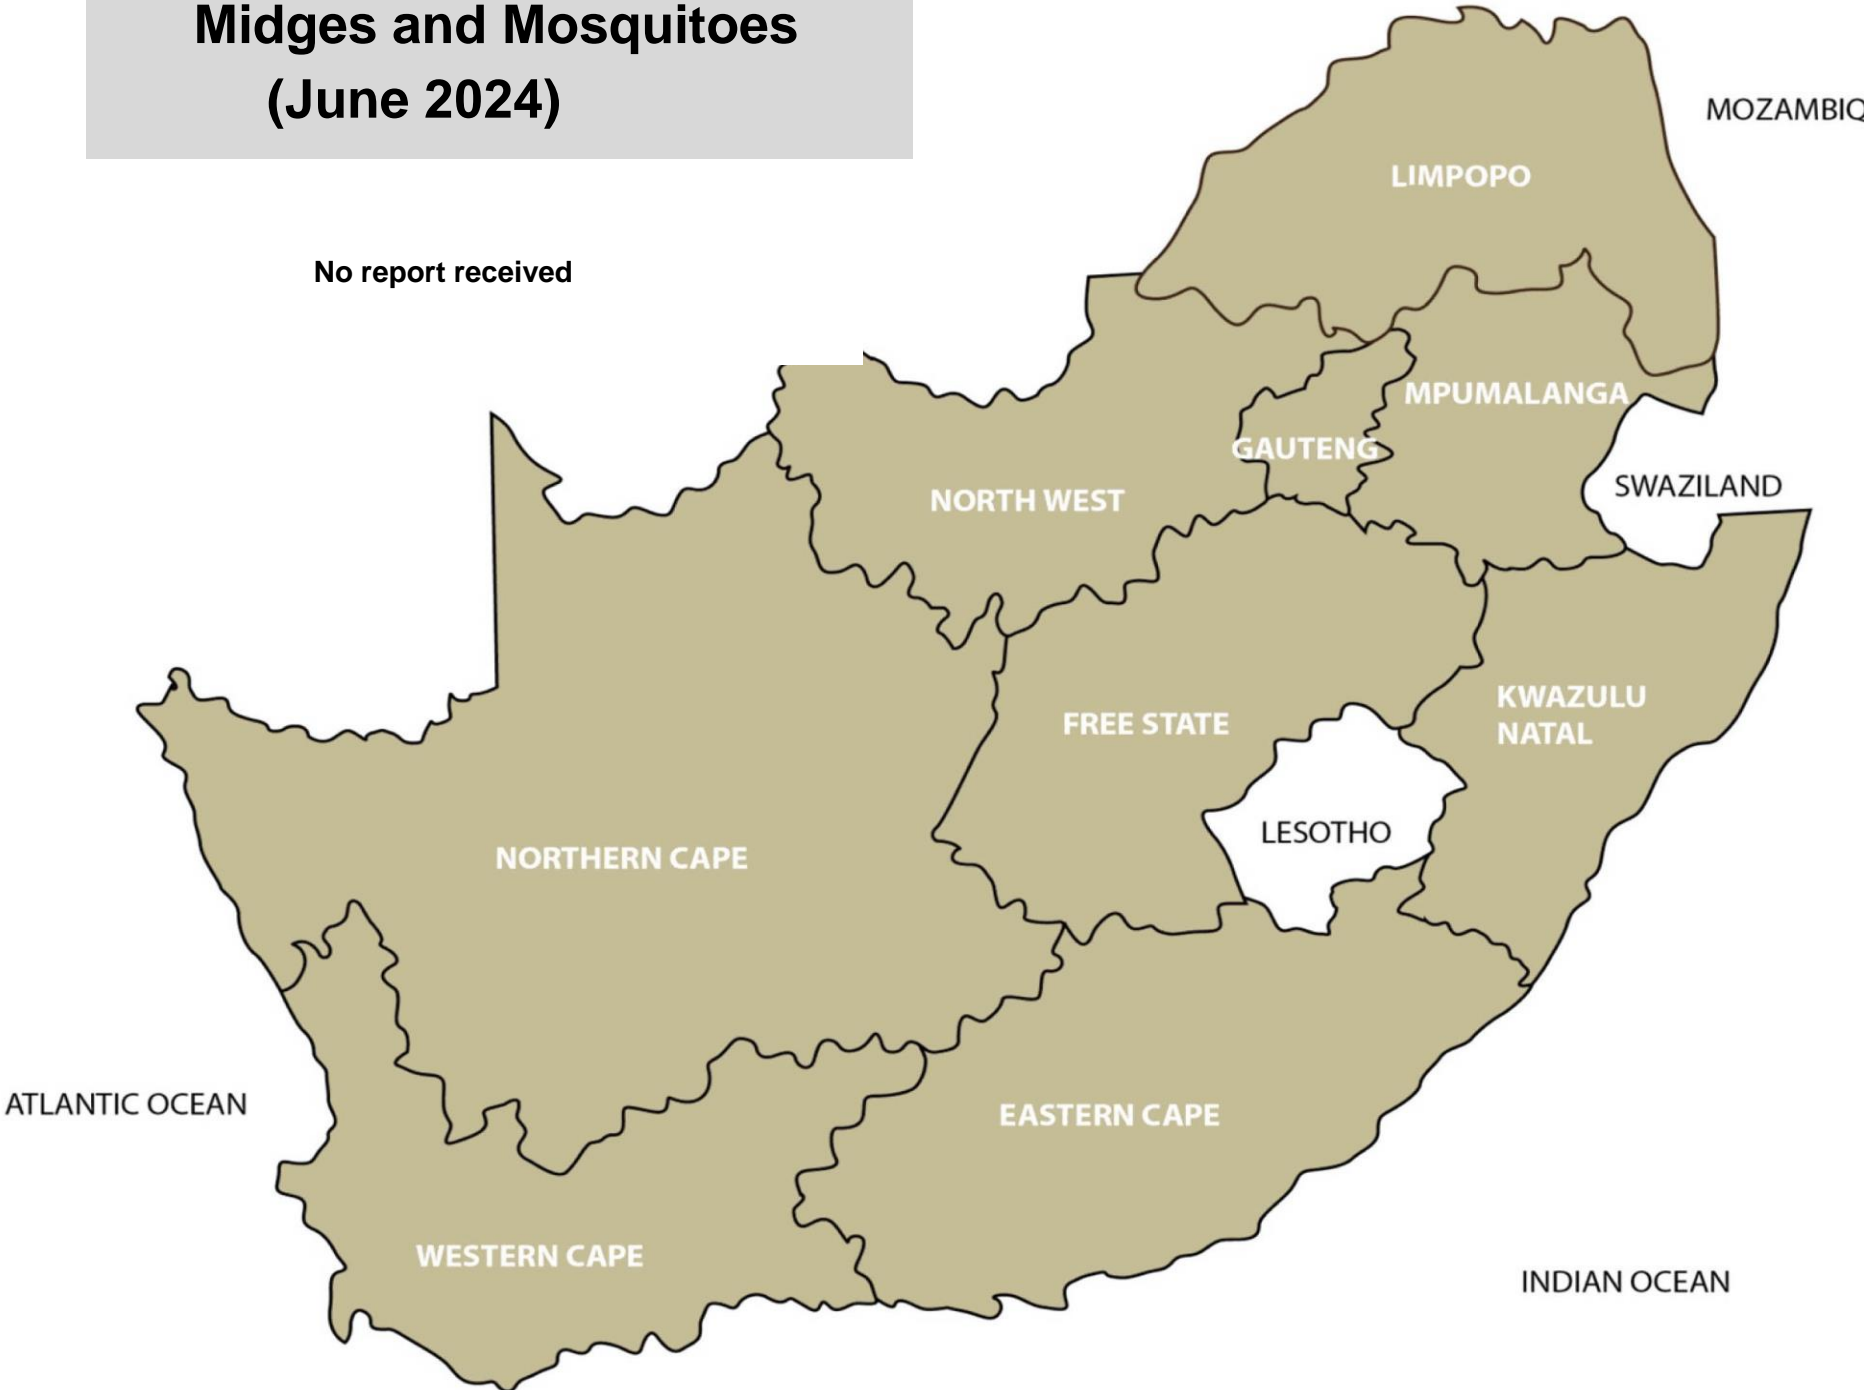 Midges and Mosquitoes
(June 2024)
MOZAMBIQ
LIMPOPO
No report received
MPUMALANGA
GAUTENG
SWAZILAND
NORTH WEST
KWAZULU
NATAL
FREE STATE
LESOTHO
NORTHERN CAPE
ATLANTIC OCEAN
EASTERN CAPE
WESTERN CAPE
INDIAN OCEAN